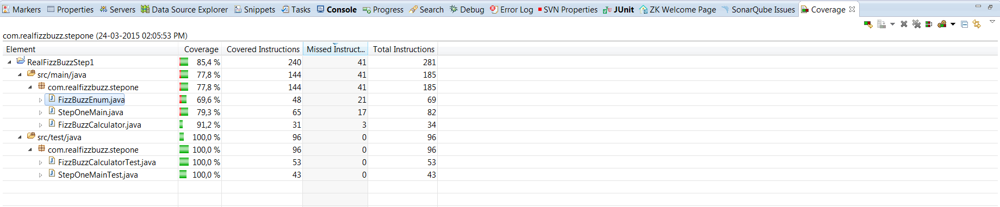 Markers Properties Servers Data Source Explorer Snippets Tasks Console Progress Search Debug Error Log SVN Properties JUnit ZK Welcome Page SonarQube Issues Coverage
com.realfizzbuzz.stepone (24-03-2015 02:05:53 PM)
Element Coverage Covered Instructions Missed Instruct... Total Instructions
RealFizzBuzzStep1 85,4 % 240 41 281
src/main/java 77,8 % 144 41 185
com.realfizzbuzz.stepone 77,8 % 144 41 185
FizzBuzzEnum.java 69,6 % 48 21 69
StepOneMain.java 79,3 % 65 17 82
FizzBuzzCalculator.java 91,2 % 31 3 34
src/test/java 100,0 % 96 0 96
com.realfizzbuzz.stepone 100,0 % 96 0 96
FizzBuzzCalculatorTest.java 100,0 % 53 0 53
StepOneMainTest.java 100,0 % 43 0 43